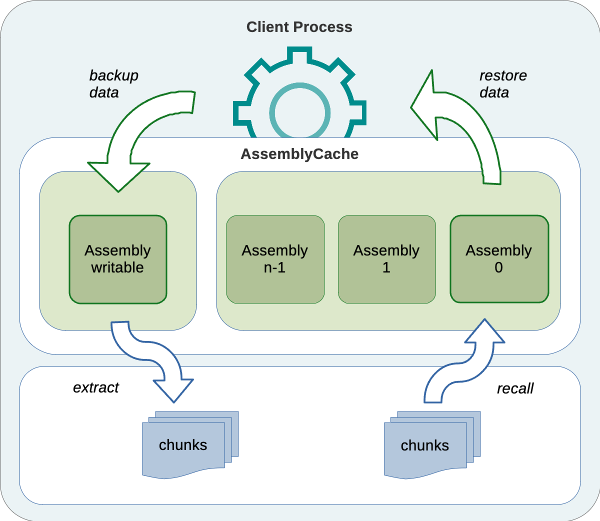 Client Process
backup
data
restore
data
AssemblyCache
Assembly
writable
Assembly
n-1
Assembly
1
Assembly
0
extract
recall
chunks
chunks